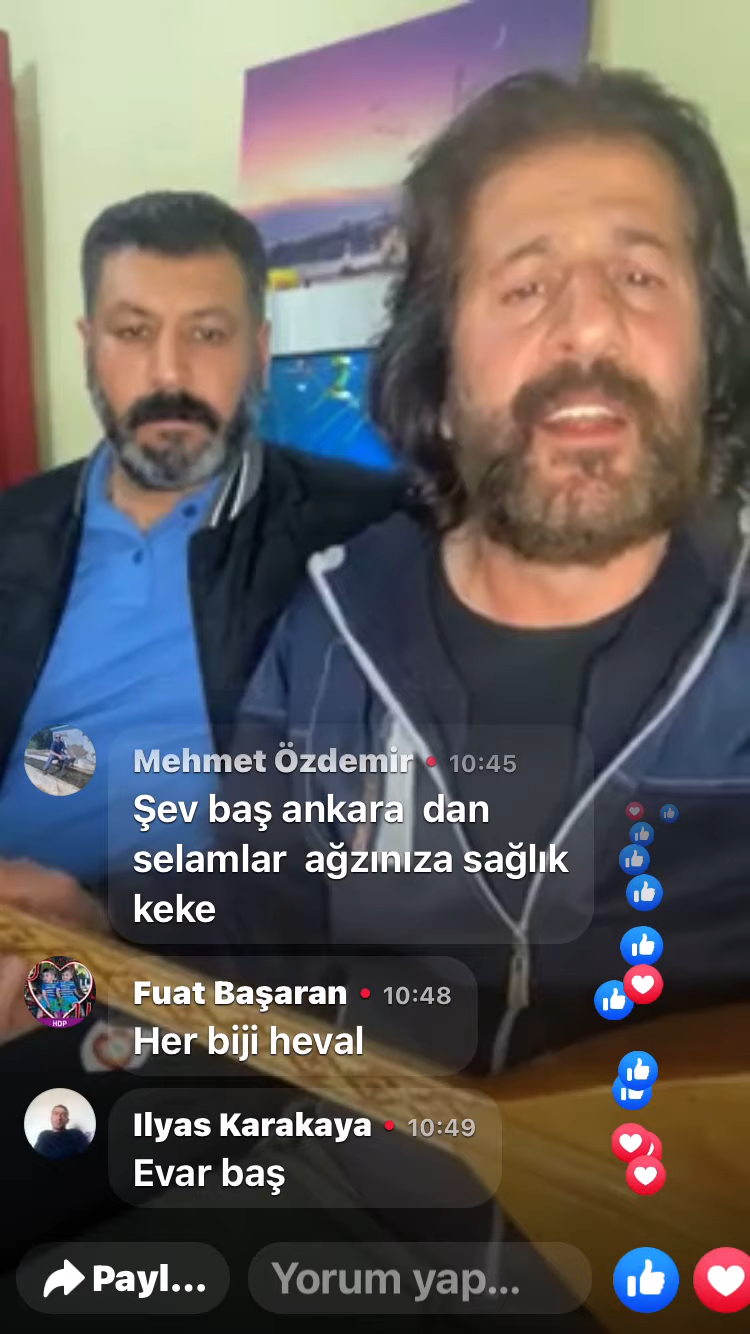 Mehmet Özdemir • 10:45
Şev baş ankara dan
selamlar ağzınıza sağlık
keke
HDP
Fuat Başaran • 10:48
Her biji heval
Ilyas Karakaya • 10:49
Evar baş
Payl... Yorum yap...